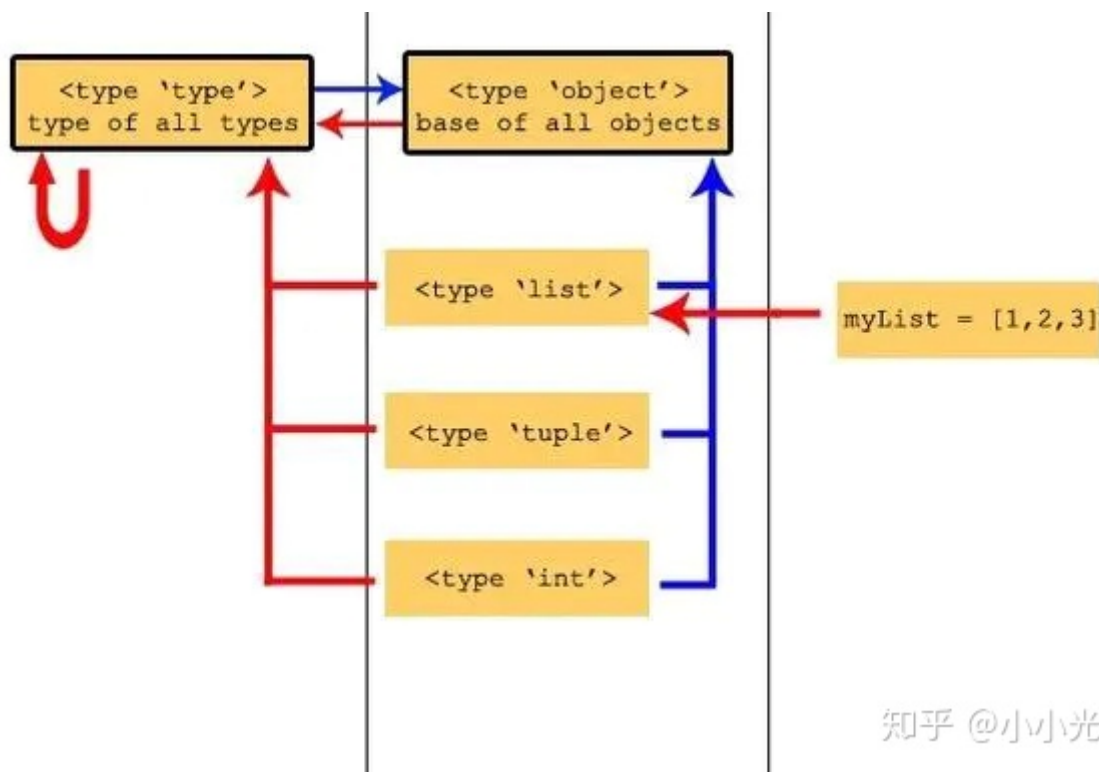 <type ‘type’>
type of all types
<type ‘object’>
base of all objects
<type ‘list’>
myList = [1,2,3]
<type ‘tuple’>
<type ‘int’>
知乎 @小小光